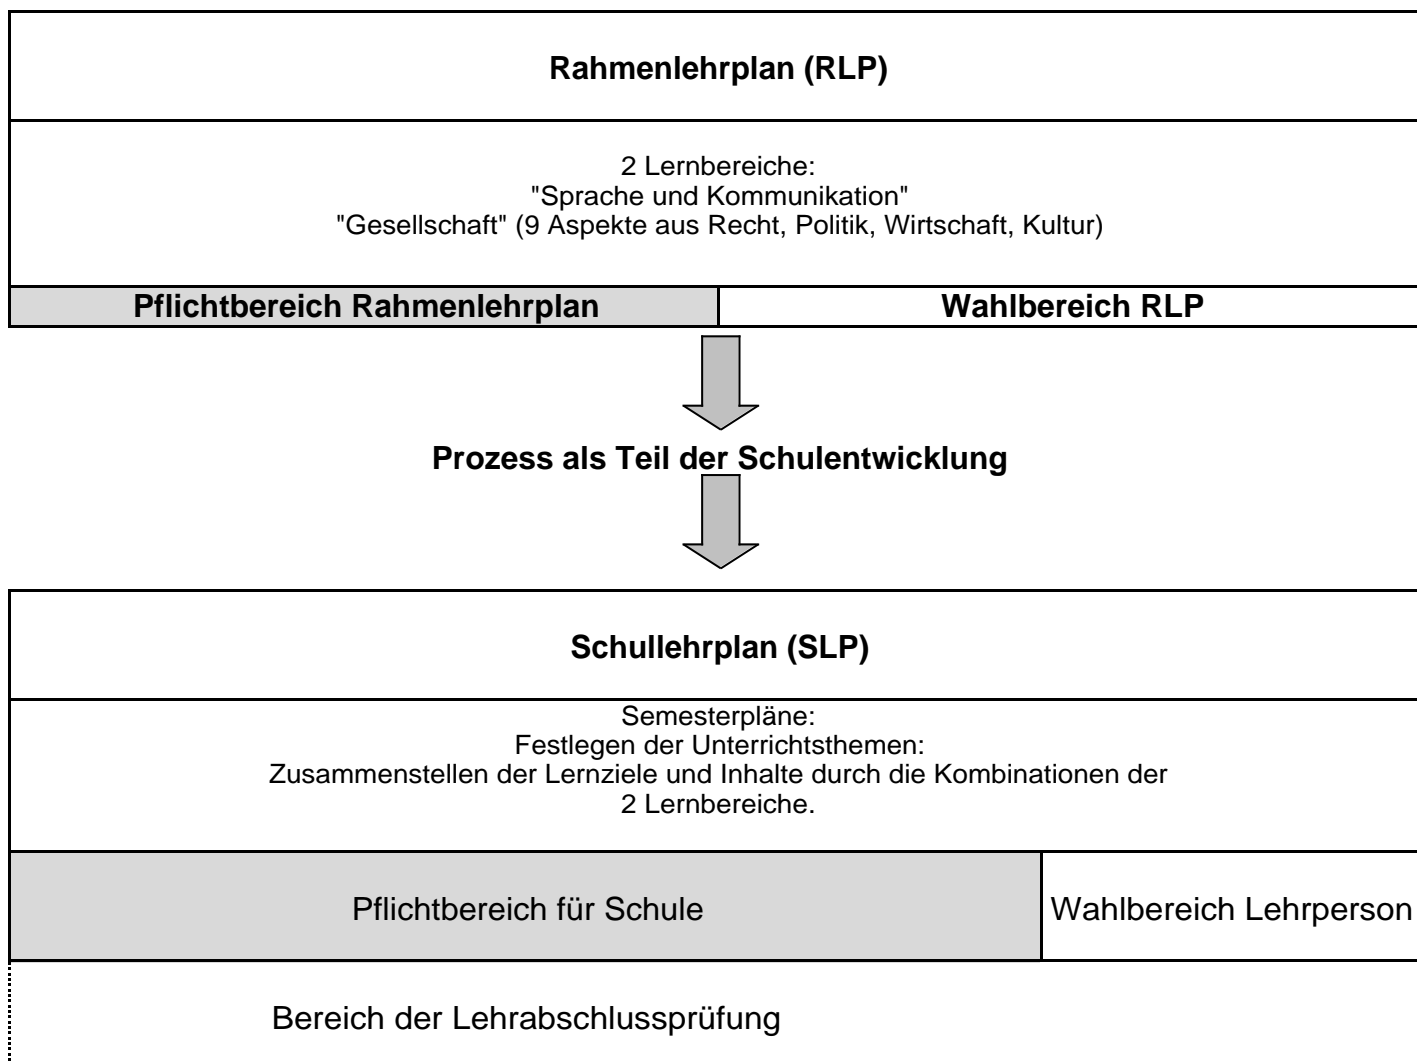 Rahmenlehrplan (RLP)
2 Lernbereiche:
"Sprache und Kommunikation"
"Gesellschaft" (9 Aspekte aus Recht, Politik, Wirtschaft, Kultur)
Pflichtbereich Rahmenlehrplan
Wahlbereich RLP
Prozess als Teil der Schulentwicklung
Schullehrplan (SLP)
Semesterpläne:
Festlegen der Unterrichtsthemen:
Zusammenstellen der Lernziele und Inhalte durch die Kombinationen der
2 Lernbereiche.
Pflichtbereich für Schule
Wahlbereich Lehrperson
Bereich der Lehrabschlussprüfung